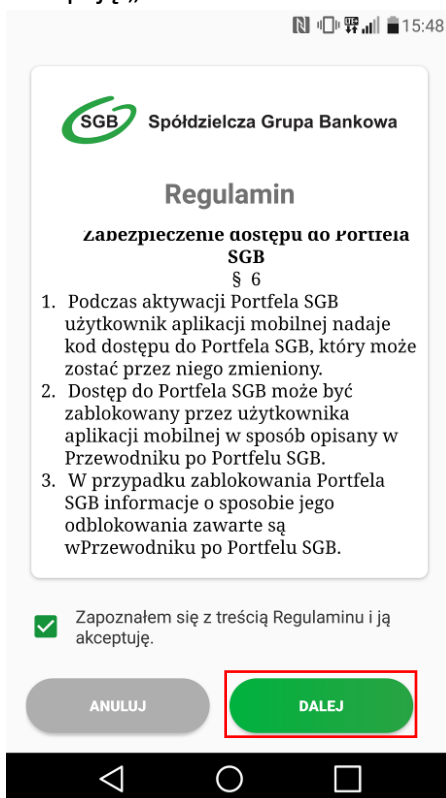 15:48
SGB Spółdzielcza Grupa Bankowa
Regulamin
Zabezpieczenie dostępu do Portfela
SGB
§ 6
1. Podczas aktywacji Portfela SGB
użytkownik aplikacji mobilnej nadaje
kod dostępu do Portfela SGB, który może
zostać przez niego zmieniony.
2. Dostęp do Portfela SGB może być
zablokowany przez użytkownika
aplikacji mobilnej w sposób opisany w
Przewodniku po Portfelu SGB.
3. W przypadku zablokowania Portfela
SGB informacje o sposobie jego
odblokowania zawarte są
wPrzewodniku po Portfelu SGB.
Zapoznałem się z treścią Regulaminu i ją
akceptuję.
ANULUJ DALEJ